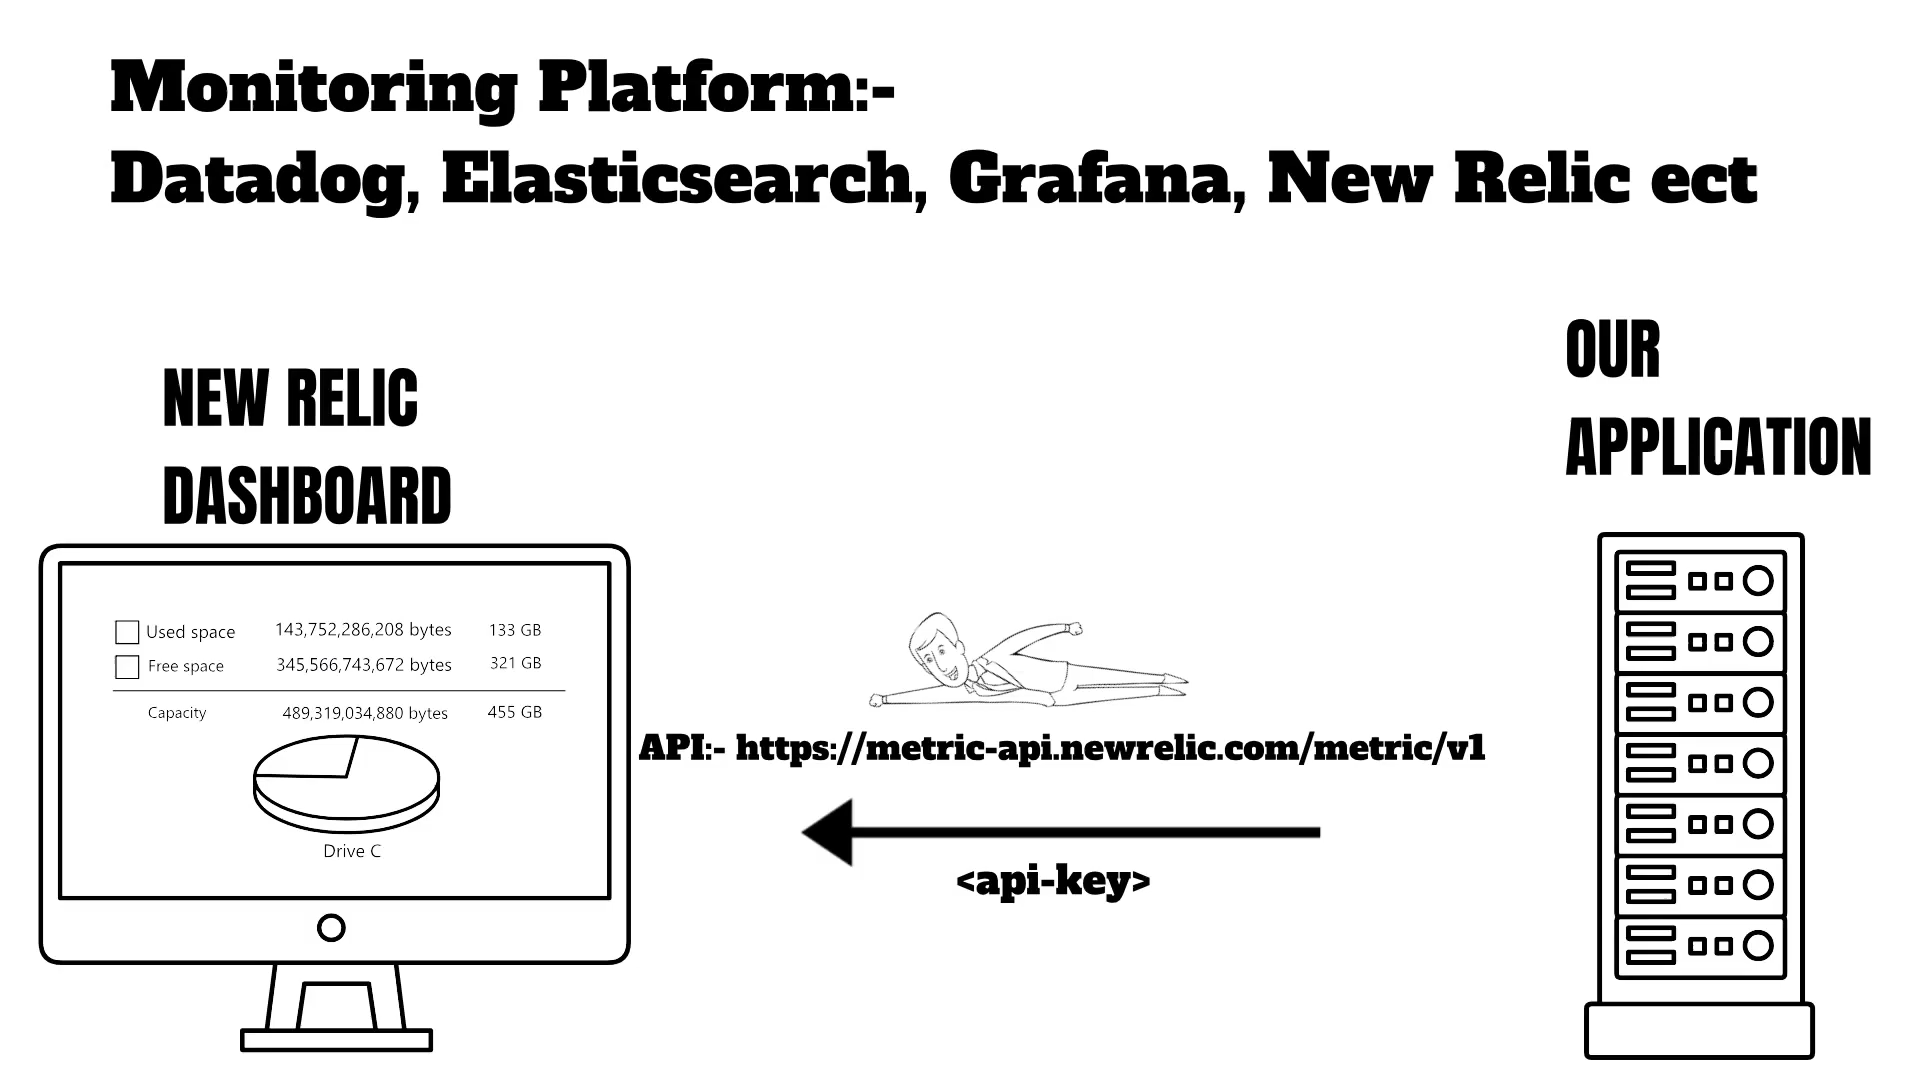 Monitoring Platform:-
Datadog, Elasticsearch, Grafana, New Relic ect
NEW RELIC
DASHBOARD
OUR
APPLICATION
Used space 143,752,286,208 bytes 133 GB
Free space 345,566,743,672 bytes 321 GB
Capacity 489,319,034,880 bytes 455 GB
Drive C
API:- https://metric-api.newrelic.com/metric/v1
<api-key>